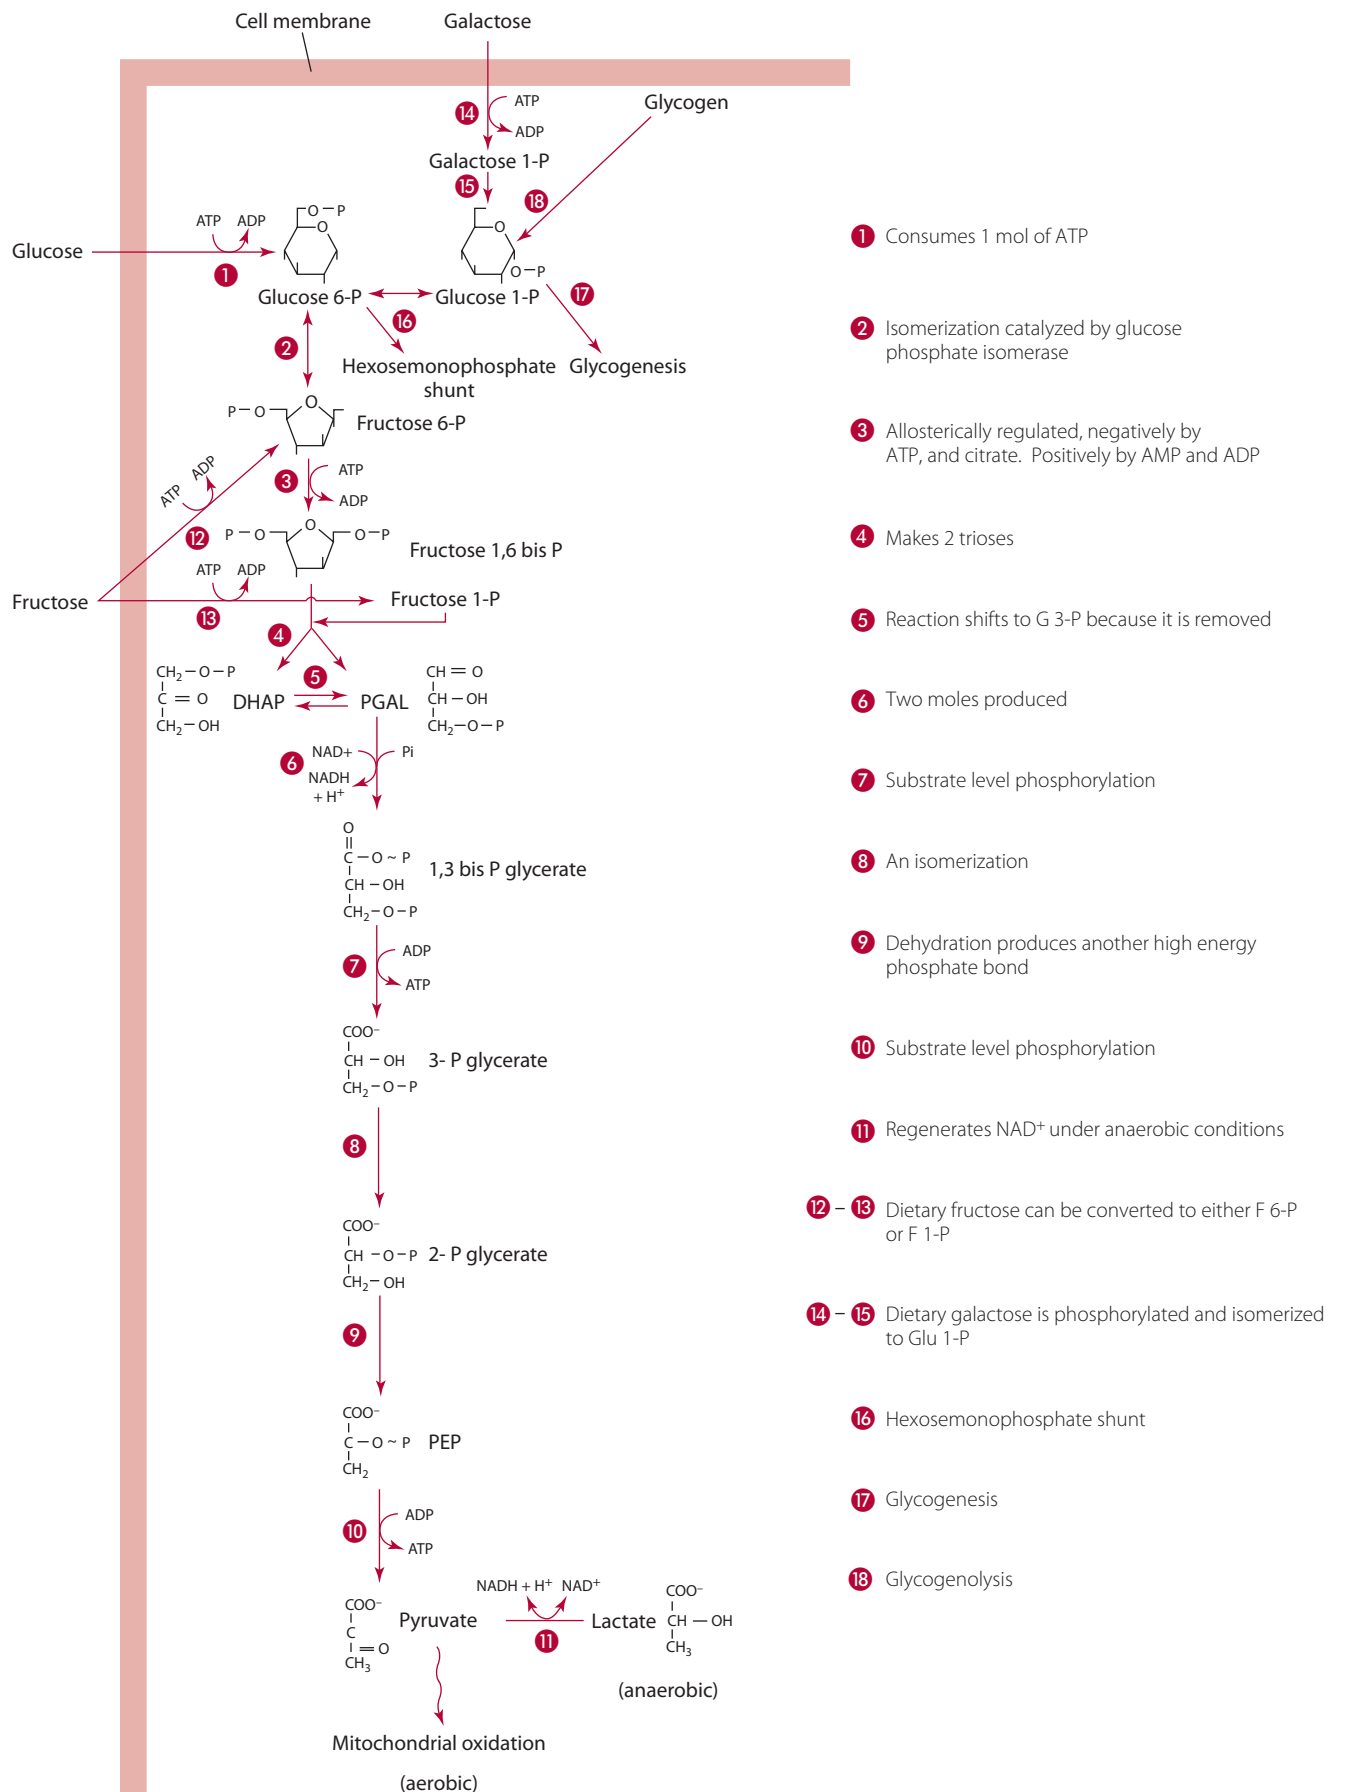 Cell membrane
Galactose
Glycogen
14
ATP
ADP
Galactose 1-P
15
18
O – P
O
ATP ADP
Glucose
1
Glucose 6-P
O
O – P
Glucose 1-P
17
16
2
Hexosemonophosphate
shunt
Glycogenesis
P – O
O
Fructose 6-P
ATP ADP
12
3
ATP
ADP
P – O
O
O – P
Fructose 1,6 bis P
ATP ADP
Fructose
13
Fructose 1-P
4
CH2 – O – P
C = O
CH2 – OH
DHAP
5
PGAL
CH = O
CH – OH
CH2 – O – P
6
NAD+
Pi
NADH
+ H+
O
C – O ~ P
CH – OH
CH2 – O – P
1,3 bis P glycerate
7
ADP
ATP
COO–
CH – OH
CH2 – O – P
3- P glycerate
8
COO–
CH – O – P
CH2 – OH
2- P glycerate
9
COO–
C – O ~ P
CH2
PEP
10
ADP
ATP
COO–
C
= O
CH3
Pyruvate
NADH + H+ NAD+
11
Lactate
COO–
CH – OH
CH3
(anaerobic)
Mitochondrial oxidation
(aerobic)
1 Consumes 1 mol of ATP
2 Isomerization catalyzed by glucose
phosphate isomerase
3 Allosterically regulated, negatively by
ATP, and citrate. Positively by AMP and ADP
4 Makes 2 trioses
5 Reaction shifts to G 3-P because it is removed
6 Two moles produced
7 Substrate level phosphorylation
8 An isomerization
9 Dehydration produces another high energy
phosphate bond
10 Substrate level phosphorylation
11 Regenerates NAD+ under anaerobic conditions
12 – 13 Dietary fructose can be converted to either F 6-P
or F 1-P
14 – 15 Dietary galactose is phosphorylated and isomerized
to Glu 1-P
16 Hexosemonophosphate shunt
17 Glycogenesis
18 Glycogenolysis